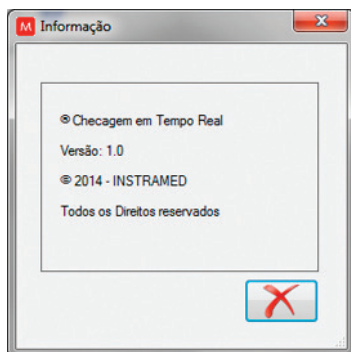 M Informação
® Checagem em Tempo Real
Versão: 1.0
© 2014 - INSTRAMED
Todos os Direitos reservados